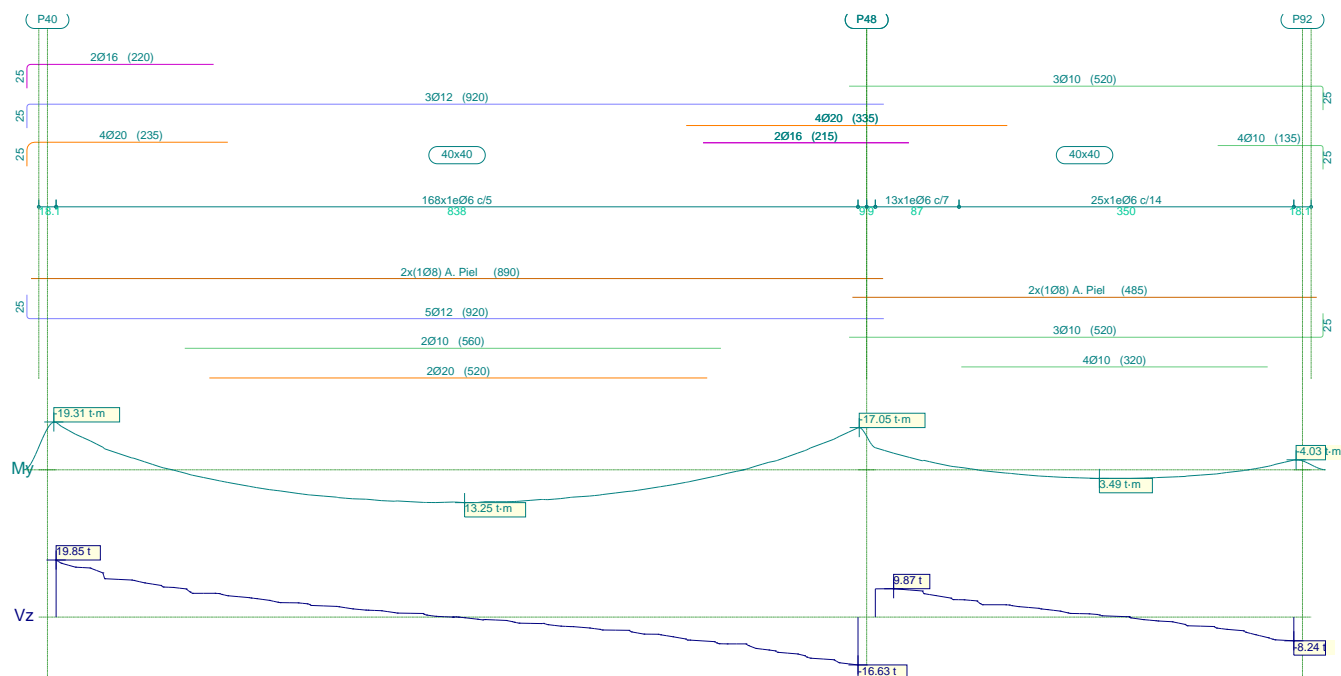 P40
P48
P92
2Ø16 (220)
25
3Ø10 (520)
25
3Ø12 (920)
25
4Ø20 (335)
2Ø16 (215)
4Ø20 (235)
25
4Ø10 (135)
25
40x40
40x40
168x1eØ6 c/5
13x1eØ6 c/7
25x1eØ6 c/14
18.1
838
9.9
87
350
18.1
2x(1Ø8) A. Piel (890)
2x(1Ø8) A. Piel (485)
25
5Ø12 (920)
3Ø10 (520)
25
2Ø10 (560)
4Ø10 (320)
2Ø20 (520)
-19.31 t·m
-17.05 t·m
-4.03 t·m
My
3.49 t·m
13.25 t·m
19.85 t
9.87 t
Vz
-8.24 t
-16.63 t